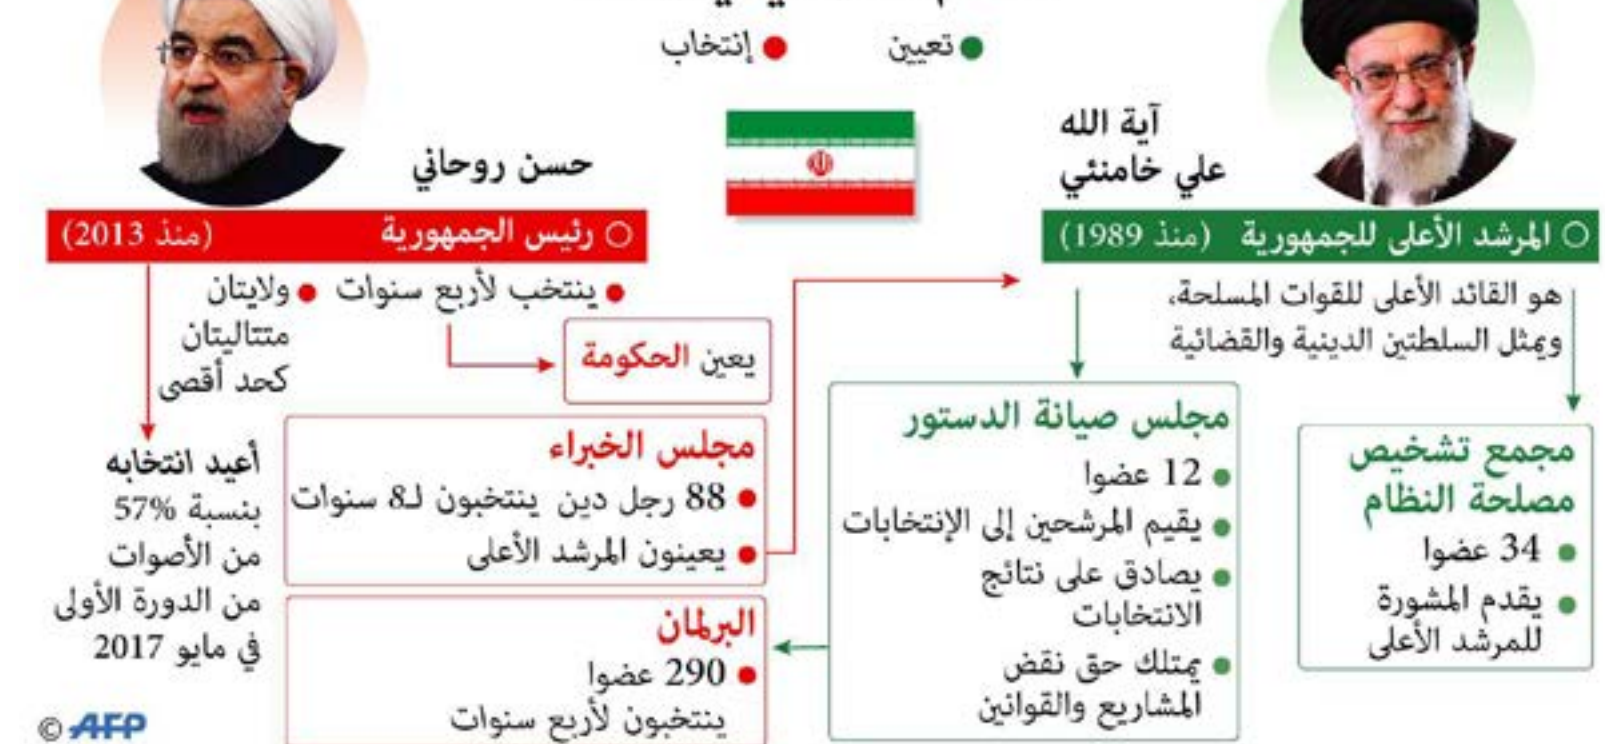 تعيين
إنتخاب
آية الله
علي خامنئي
حسن روحاني
المرشد الأعلى للجمهورية (منذ 1989)
رئيس الجمهورية (منذ 2013)
هو القائد الأعلى للقوات المسلحة،
ويمثل السلطتين الدينية والقضائية
مجمع تشخيص
مصلحة النظام
34 عضوا
يقدم المشورة
للمرشد الأعلى
مجلس صيانة الدستور
12 عضوا
يقيم المرشحين إلى الإنتخابات
يصادق على نتائج
الانتخابات
يمتلك حق نقض
المشاريع والقوانين
ينتخب لأربع سنوات
ولايتان
متتاليتان
كحد أقصى
يعين الحكومة
مجلس الخبراء
88 رجل دين ينتخبون لـ8 سنوات
يعينون المرشد الأعلى
البرلمان
290 عضوا
ينتخبون لأربع سنوات
أعيد انتخابه
بنسبة 57%
من الأصوات
من الدورة الأولى
في مايو 2017
© AFP